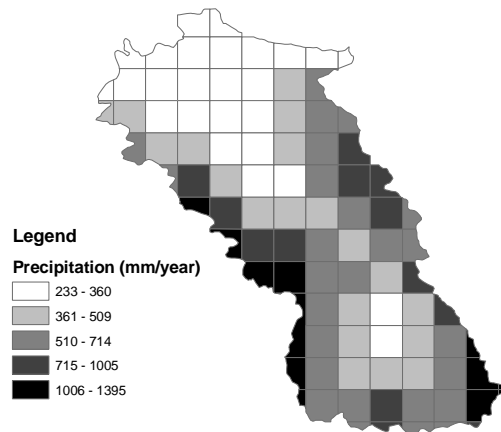 Legend
Precipitation (mm/year)
233 - 360
361 - 509
510 - 714
715 - 1005
1006 - 1395